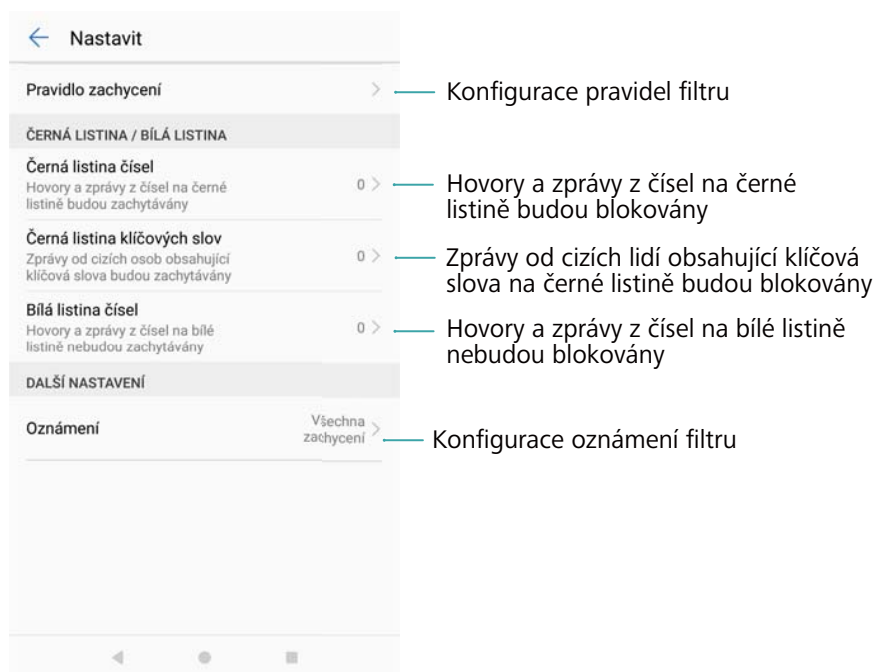 Nastavit
Pravidlo zachycení
Konfigurace pravidel filtru
ČERNÁ LISTINA / BÍLÁ LISTINA
Černá listina čísel
Hovory a zprávy z čísel na černé
listině budou zachytávány
0
Hovory a zprávy z čísel na černé
listině budou blokovány
Černá listina klíčových slov
Zprávy od cizích osob obsahující
klíčová slova budou zachytávány
0
Zprávy od cizích lidí obsahující klíčová
slova na černé listině budou blokovány
Bílá listina čísel
Hovory a zprávy z čísel na bílé
listině nebudou zachytávány
0
Hovory a zprávy z čísel na bílé listině
nebudou blokovány
DALŠÍ NASTAVENÍ
Oznámení
Všechna
zachycení
Konfigurace oznámení filtru